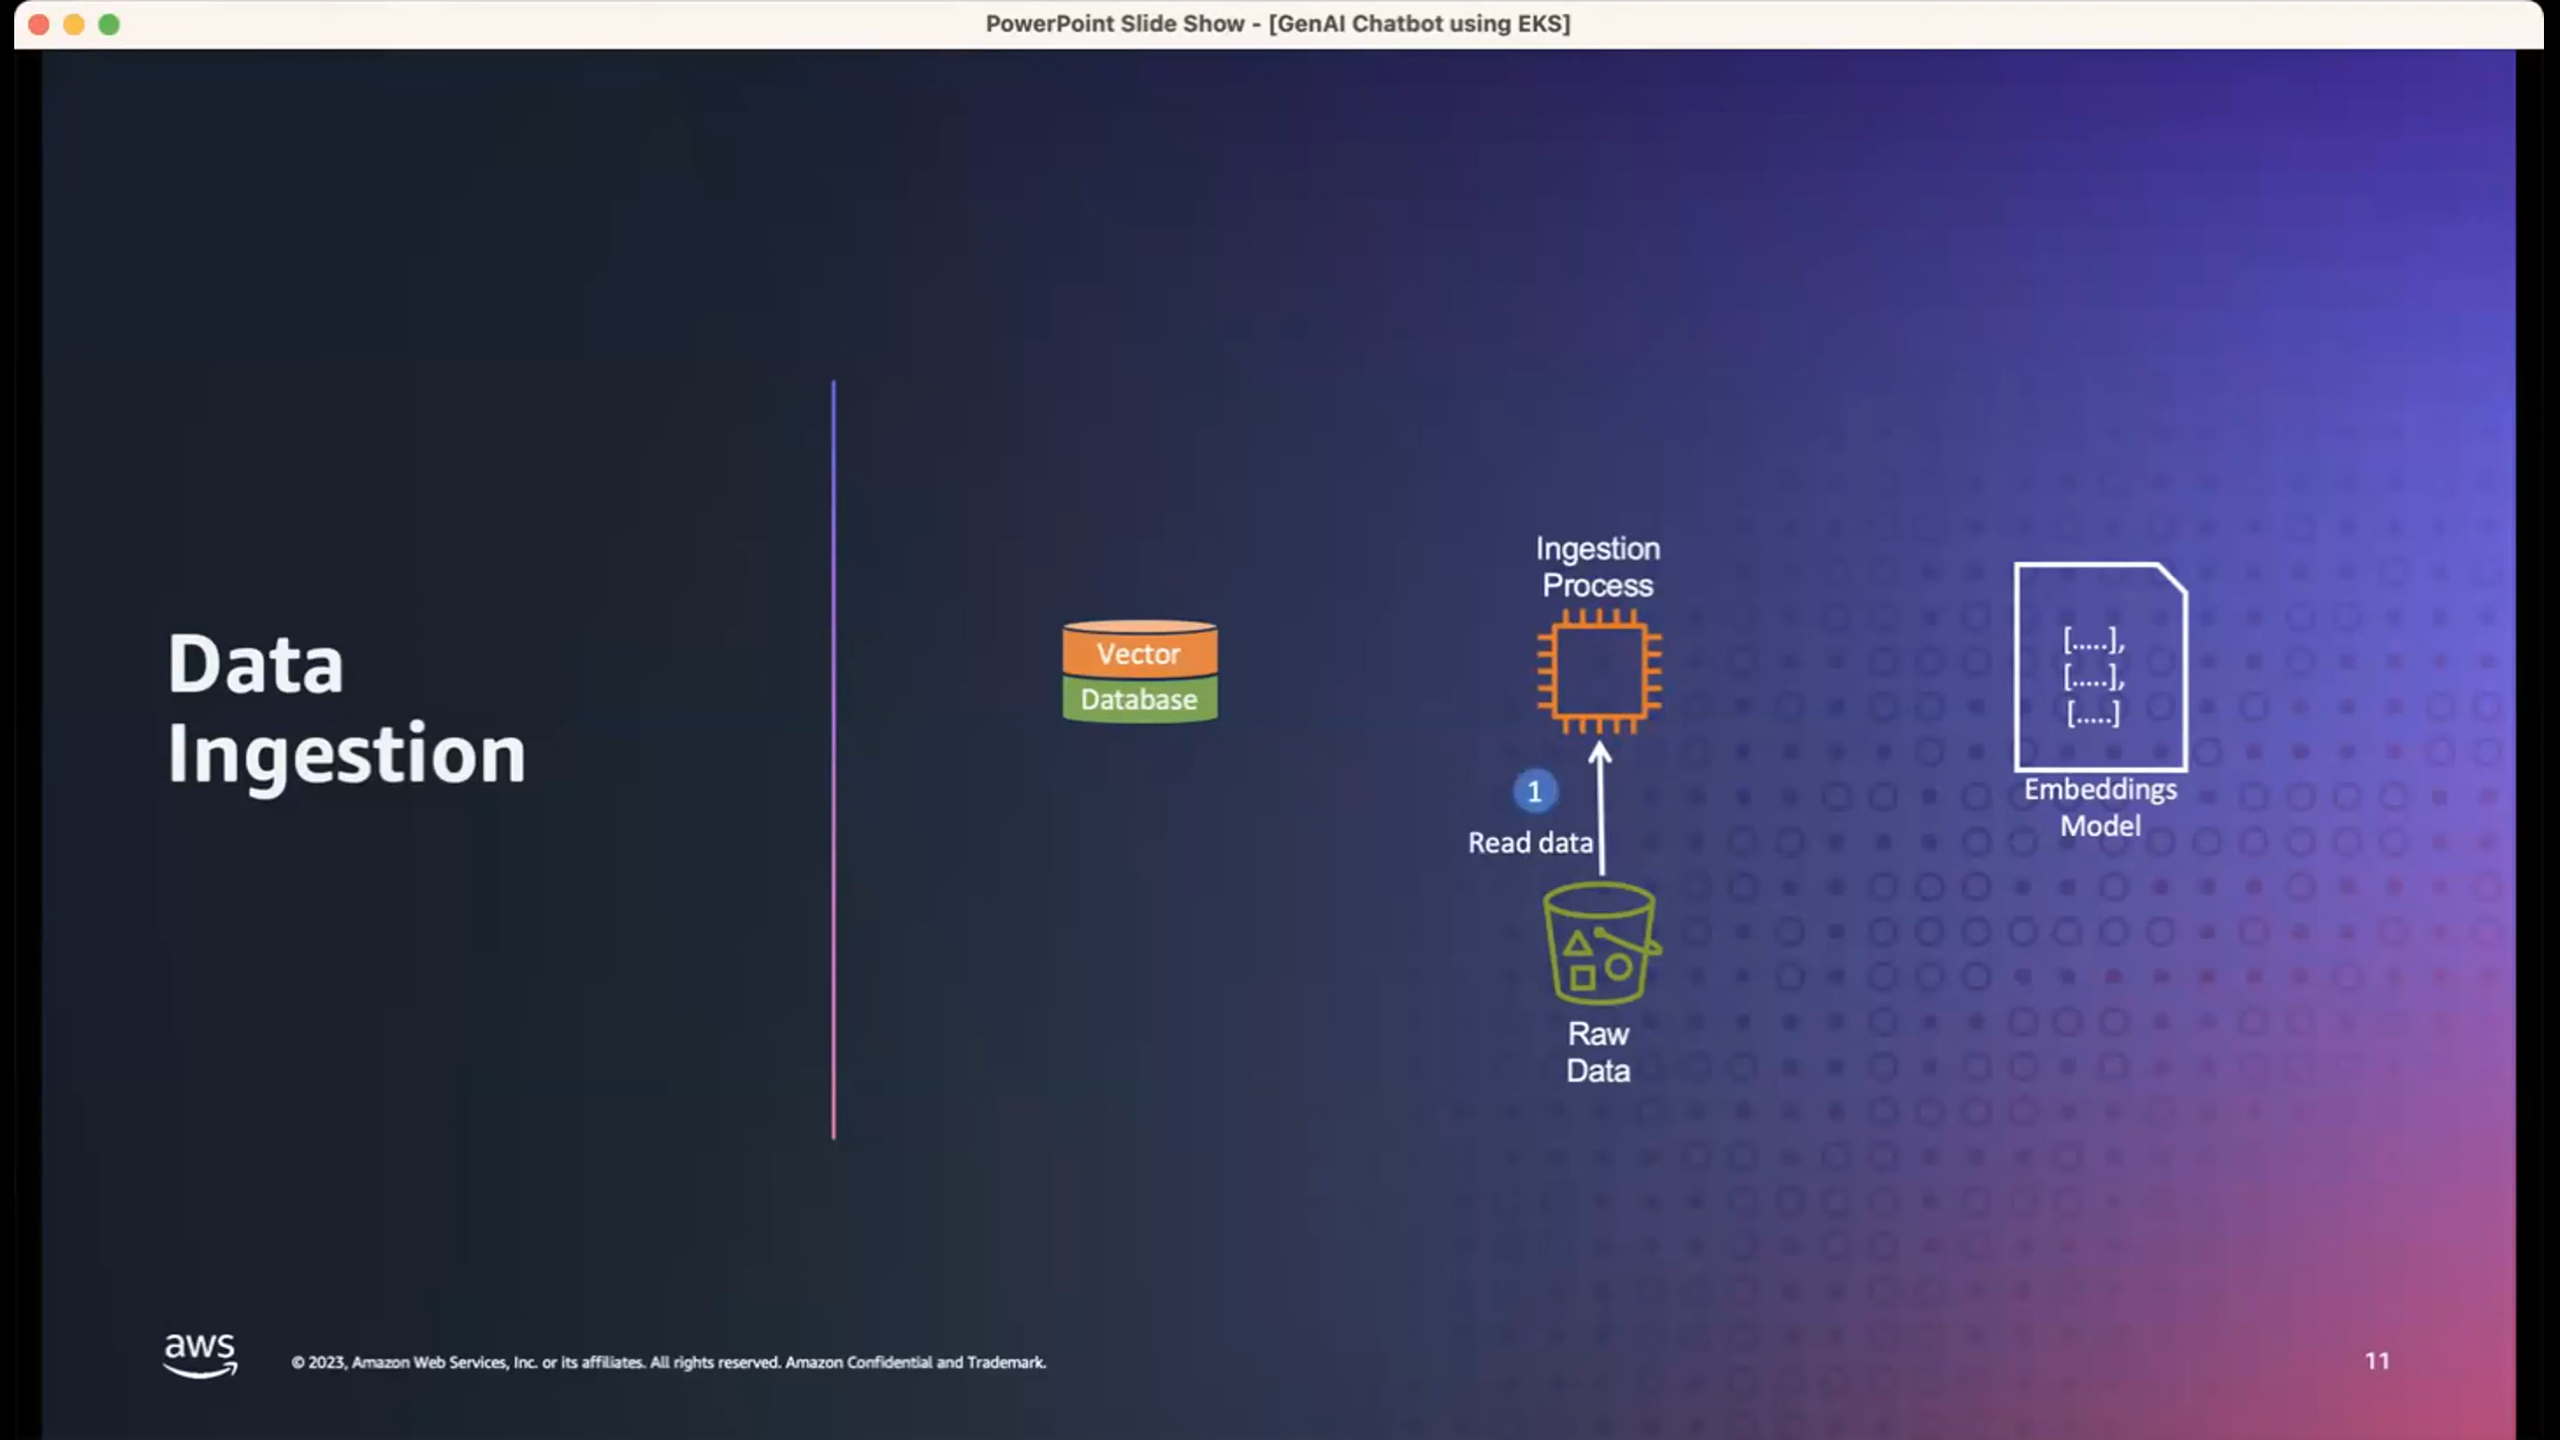 PowerPoint Slide Show - [GenAI Chatbot using EKS]
Data
Ingestion
Vector
Database
Ingestion
Process
1
Read data
Raw
Data
[.....],
[.....],
[.....]
Embeddings
Model
aws
© 2023, Amazon Web Services, Inc. or its affiliates. All rights reserved. Amazon Confidential and Trademark.
11